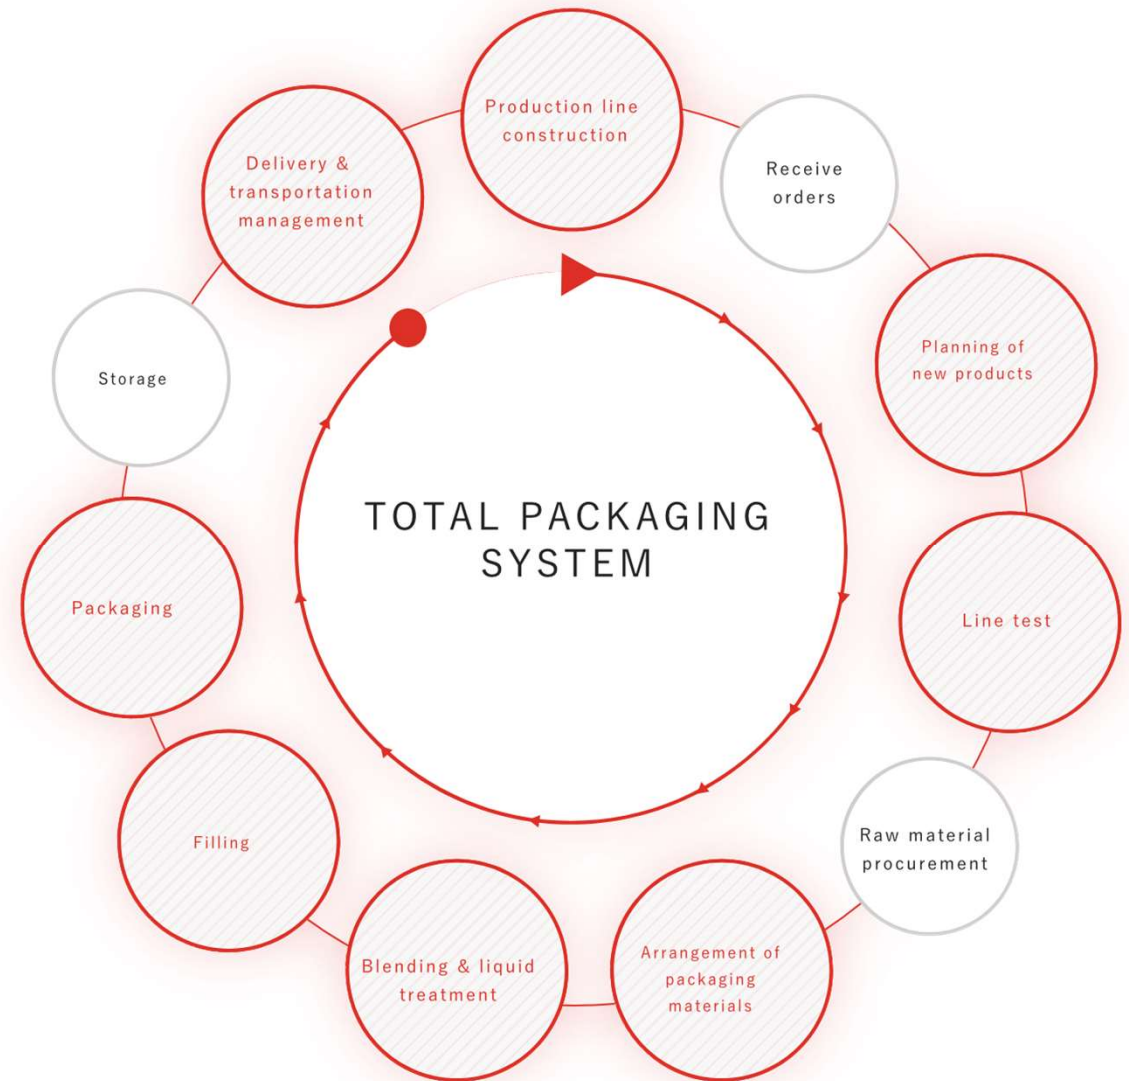 Production line
construction
Receive
orders
Planning of
new products
Line test
Raw material
procurement
Arrangement of
packaging
materials
Blending & liquid
treatment
Filling
Packaging
Storage
Delivery &
transportation
management
TOTAL PACKAGING
SYSTEM